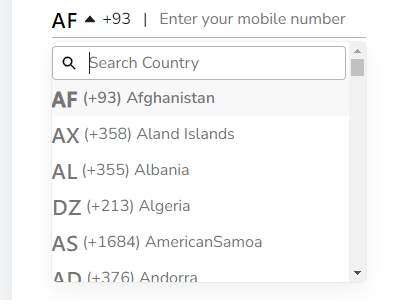 AF +93 | Enter your mobile number
Search Country
AF (+93) Afghanistan
AX (+358) Aland Islands
AL (+355) Albania
DZ (+213) Algeria
AS (+1684) AmericanSamoa
AD (+376) Andorra